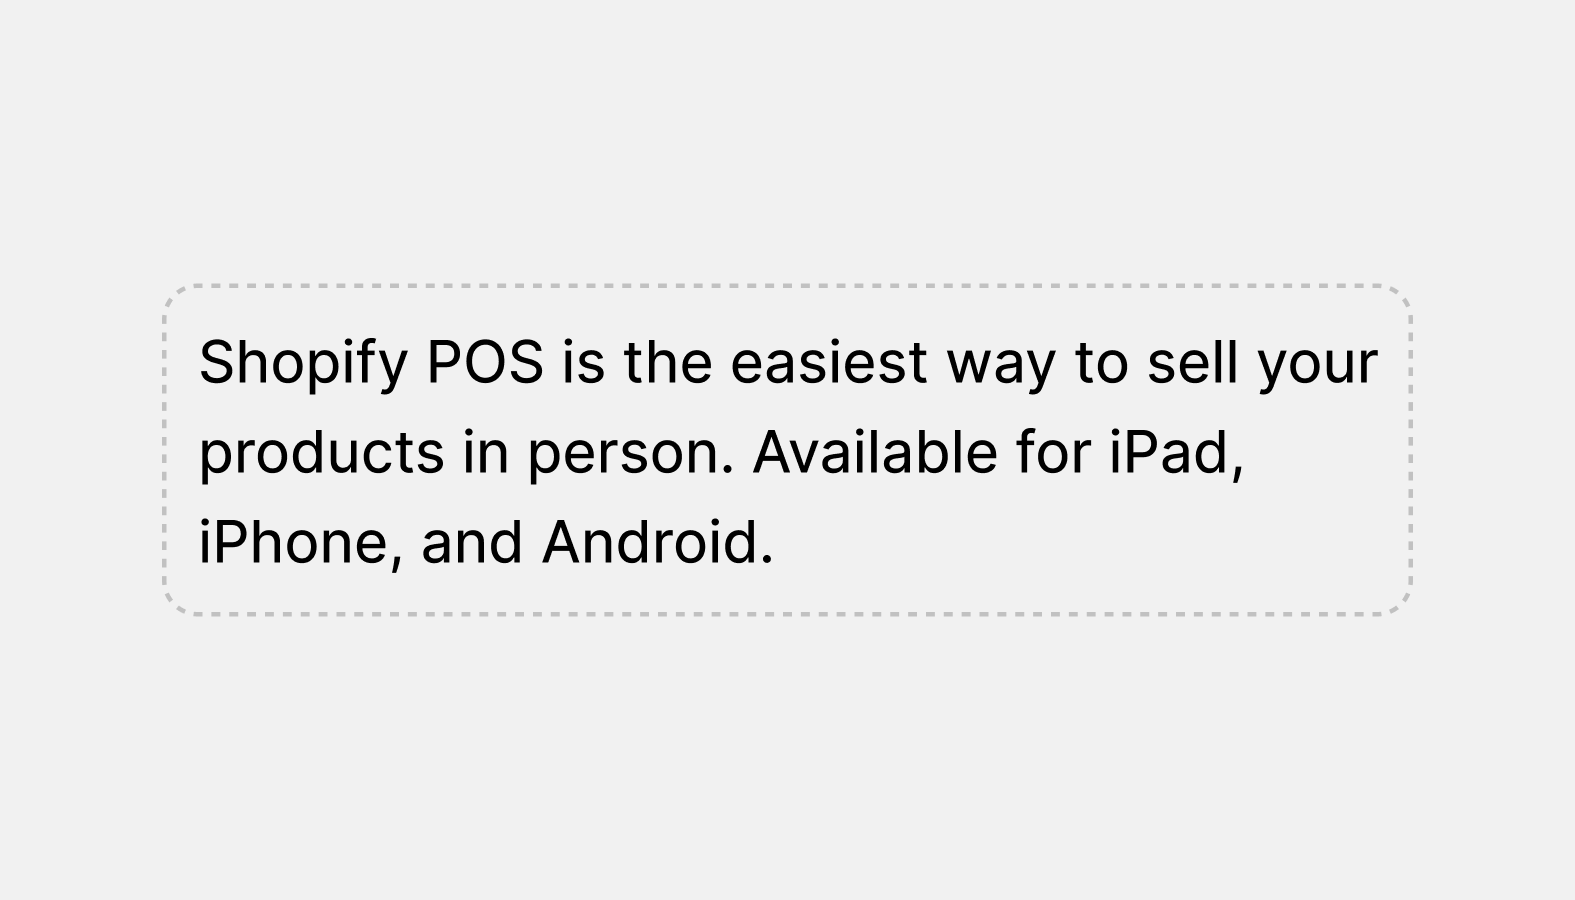 Shopify POS is the easiest way to sell your
products in person. Available for iPad,
iPhone, and Android.